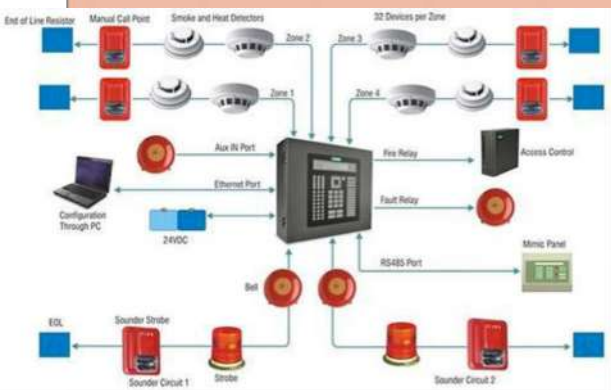 End of Line Resistor
Manual Call Point
Smoke and Heat Detectors
32 Devices per Zone
Zone 2
Zone 3
Zone 1
Zone 4
Aux IN Port
Fire Relay
Access Control
Ethernet Port
Fault Relay
Configuration
Through PC
24VDC
Mimic Panel
RS485 Port
Bell
EOL
Sounder Strobe
Sounder Circuit 1
Strobe
Sounder Circuit 2